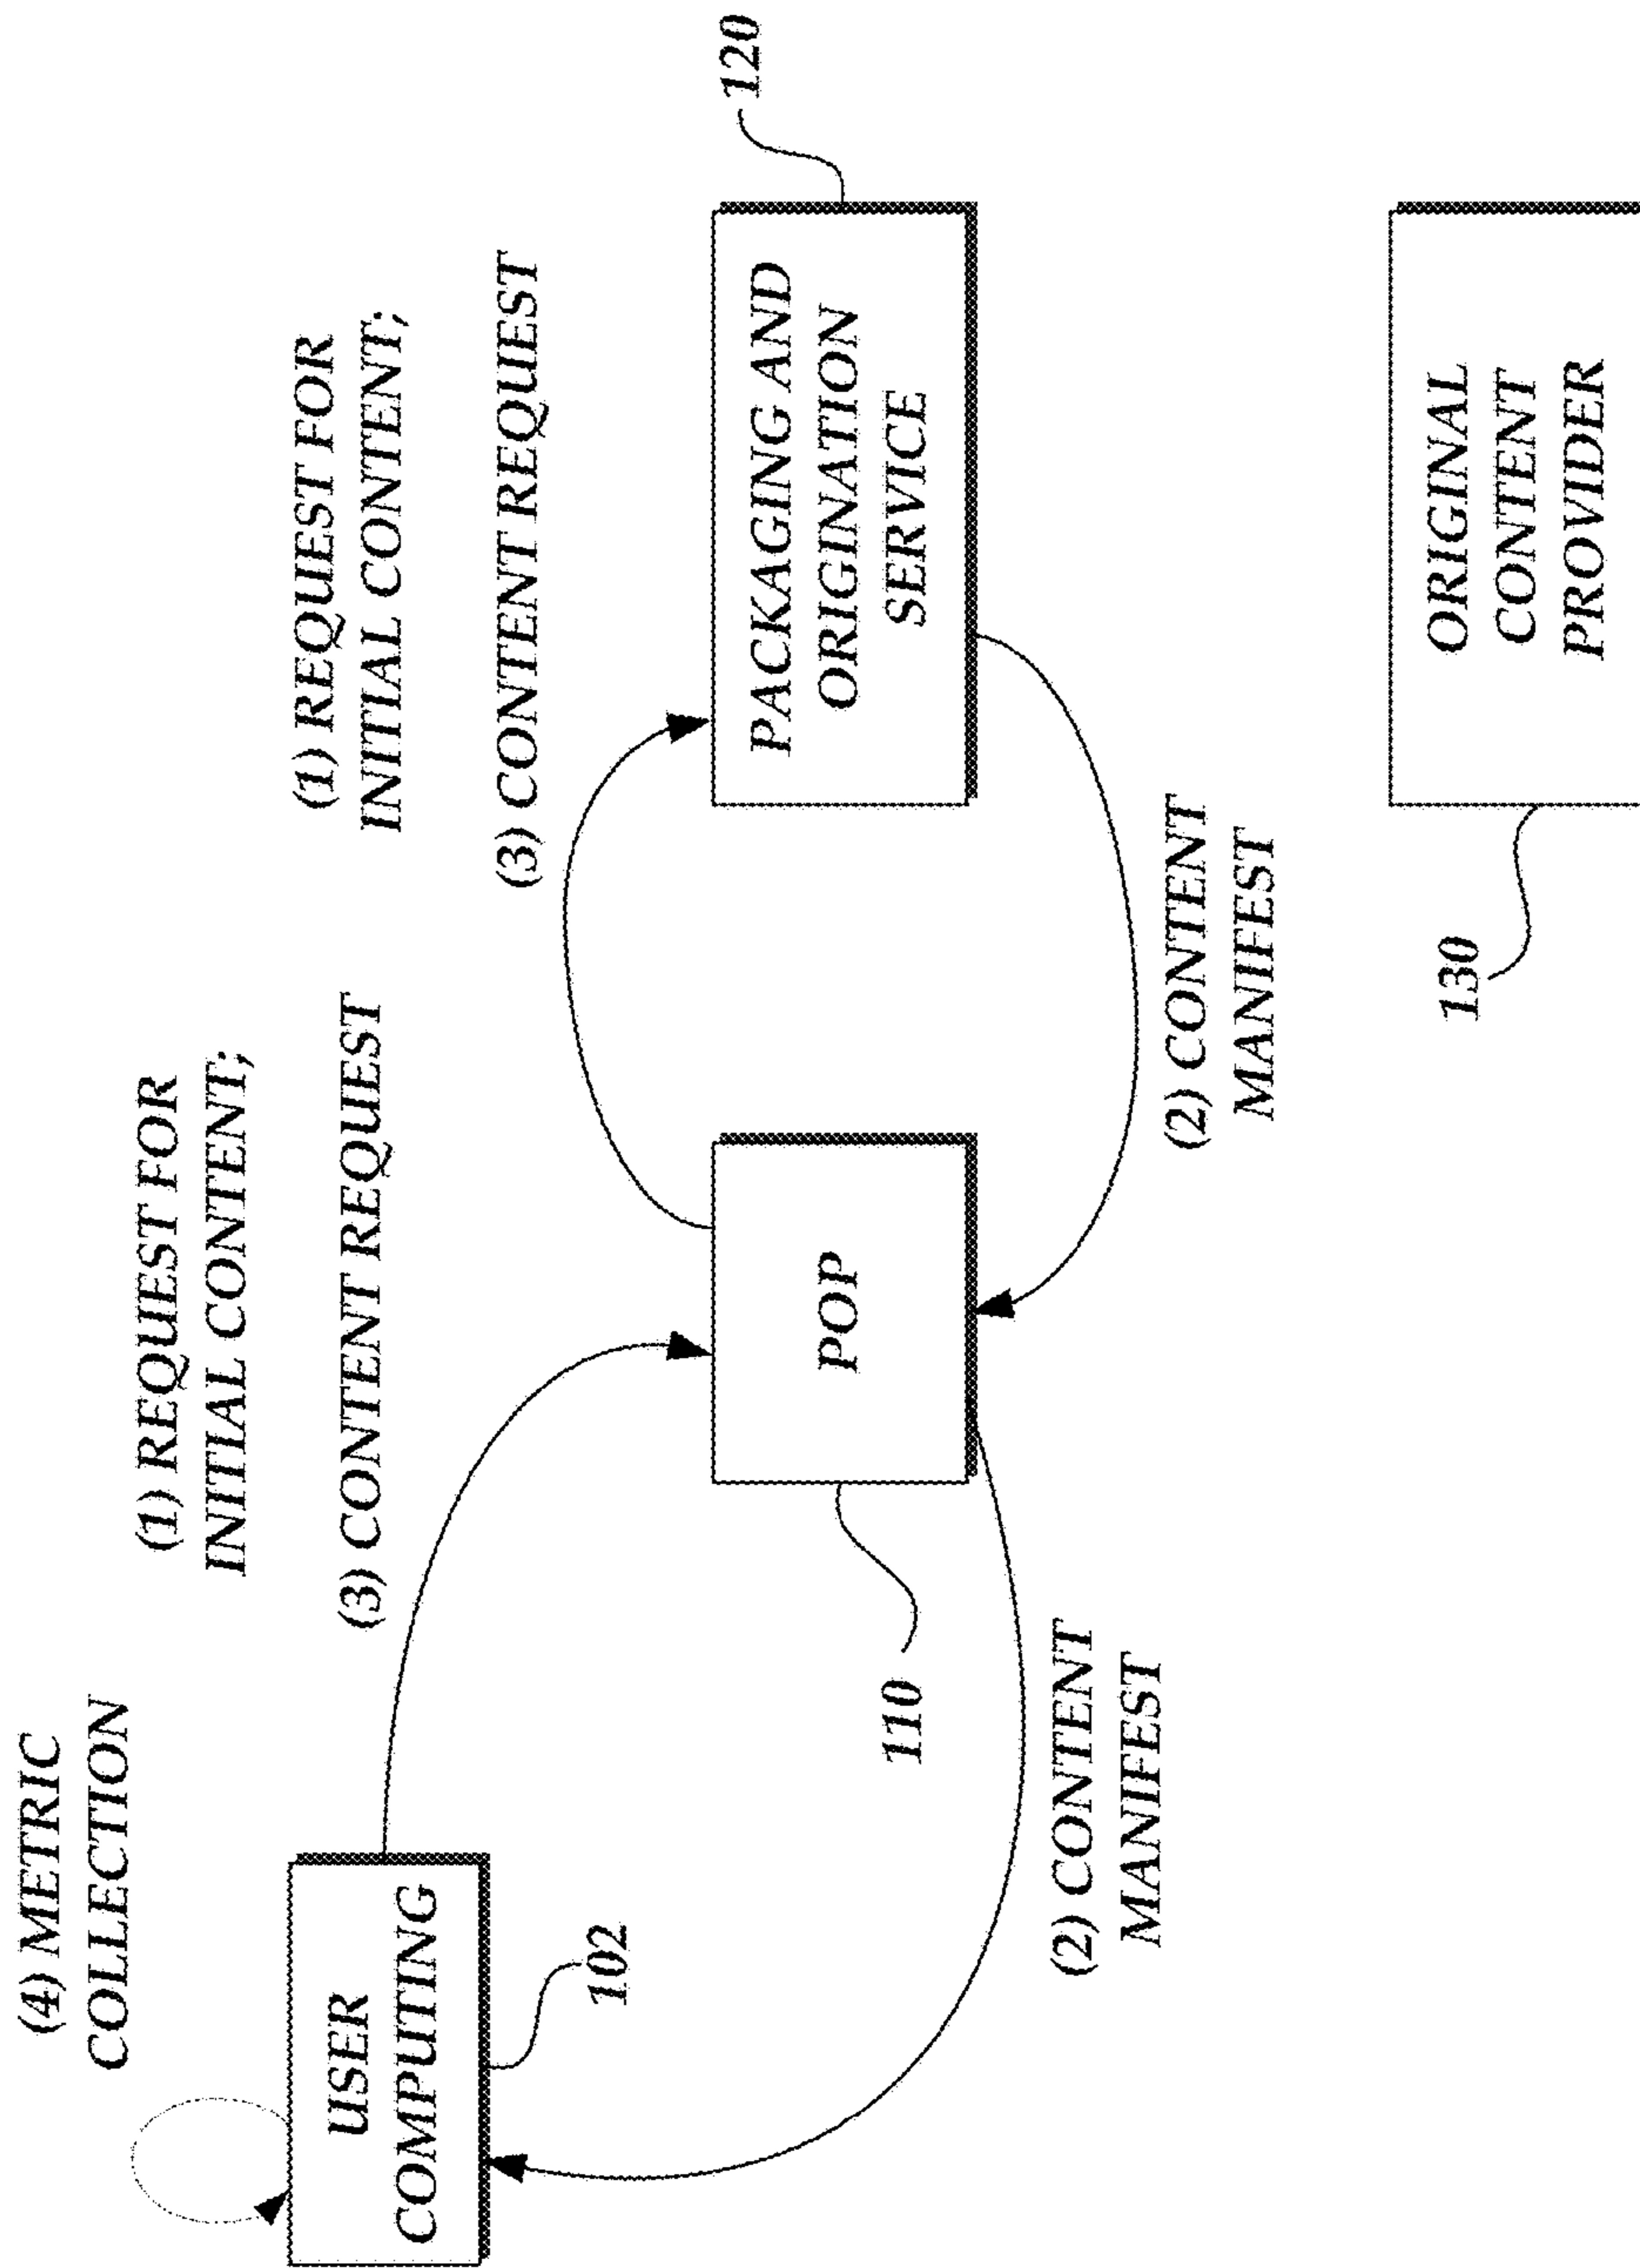 (4) METRIC
COLLECTION
(1) REQUEST FOR
INITIAL CONTENT;
(3) CONTENT REQUEST
(1) REQUEST FOR
INITIAL CONTENT;
(3) CONTENT REQUEST
USER
COMPUTING
102
POP
110
PACKAGING AND
ORIGINATION
SERVICE
120
(2) CONTENT
MANIFEST
(2) CONTENT
MANIFEST
130
ORIGINAL
CONTENT
PROVIDER